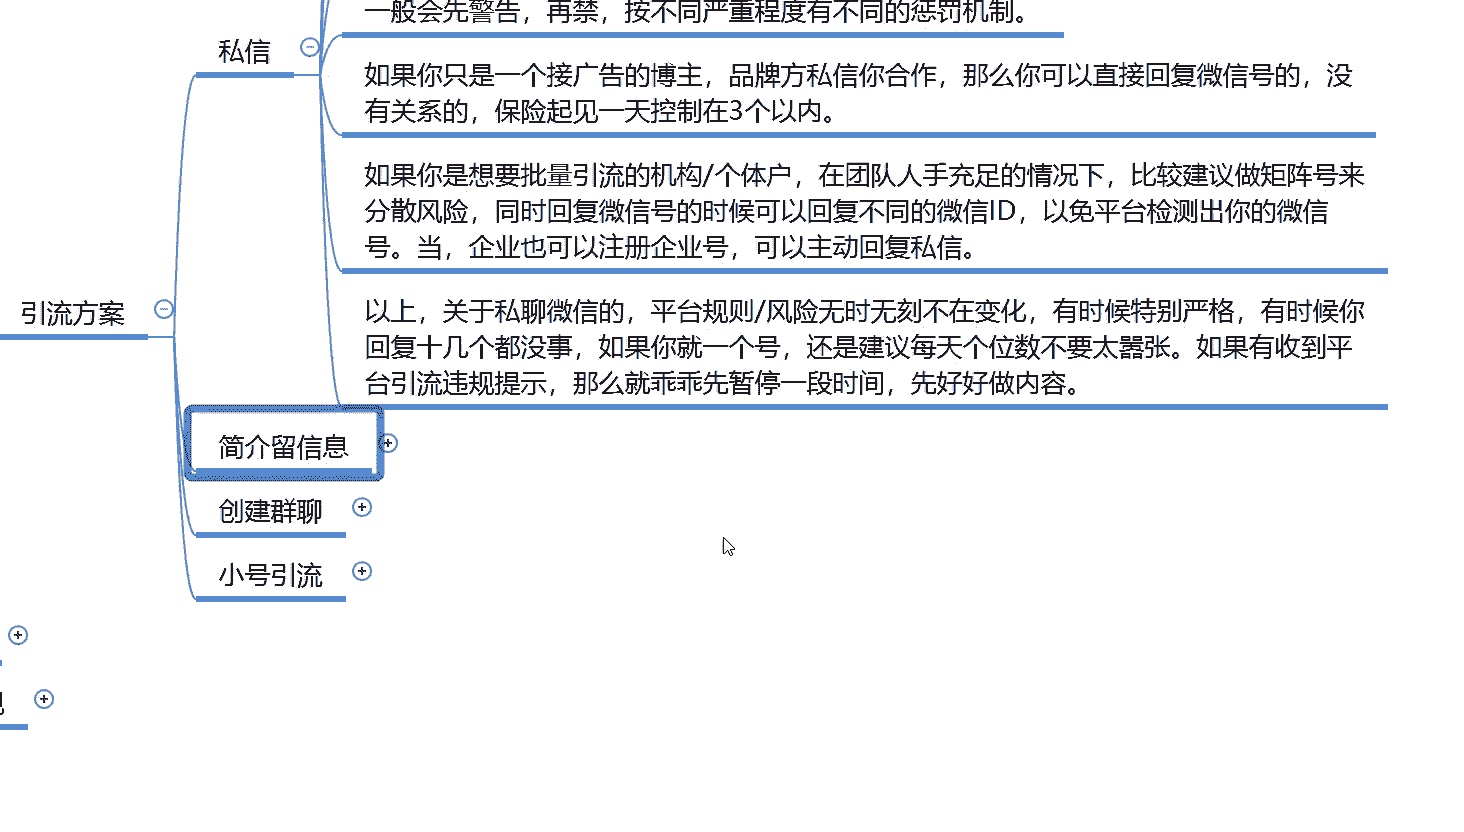 一般会先警告，再禁，按不同严重程度有不同的惩罚机制。
私信
如果你只是一个接广告的博主，品牌方私信你合作，那么你可以直接回复微信号的，没
有关系的，保险起见一天控制在3个以内。
如果你是想要批量引流的机构/个体户，在团队人手充足的情况下，比较建议做矩阵号来
分散风险，同时回复微信号的时候可以回复不同的微信ID，以免平台检测出你的微信
号。当，企业也可以注册企业号，可以主动回复私信。
引流方案
以上，关于私聊微信的，平台规则/风险无时无刻不在变化，有时候特别严格，有时候你
回复十几个都没事，如果你就一个号，还是建议每天个位数不要太嚣张。如果有收到平
台引流违规提示，那么就乖乖先暂停一段时间，先好好做内容。
简介留信息
创建群聊
小号引流